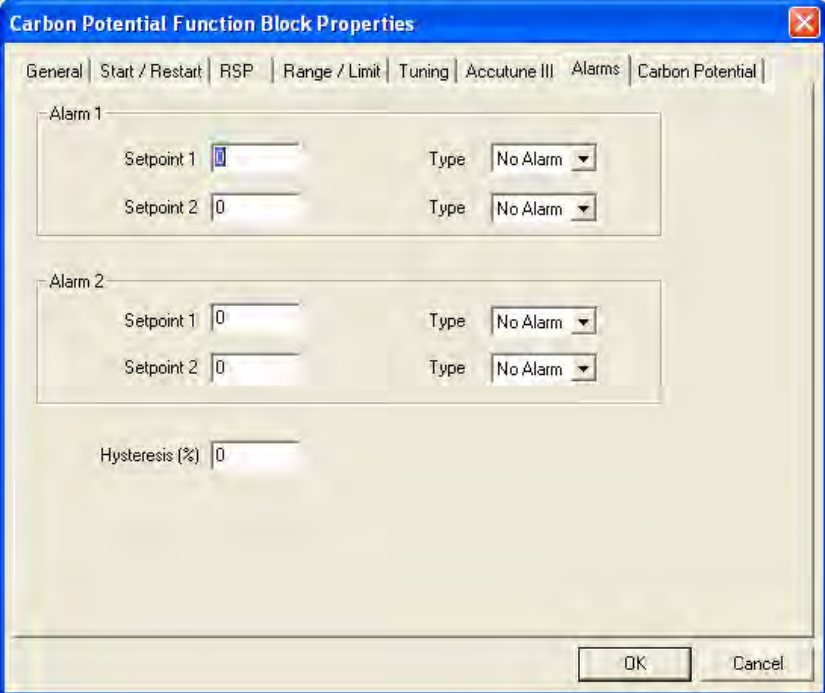 Carbon Potential Function Block Properties
General Start / Restart RSP Range / Limit Tuning Accutune III Alarms Carbon Potential
Alarm 1
Setpoint 1 0 Type No Alarm
Setpoint 2 0 Type No Alarm
Alarm 2
Setpoint 1 0 Type No Alarm
Setpoint 2 0 Type No Alarm
Hysteresis (%) 0
OK Cancel